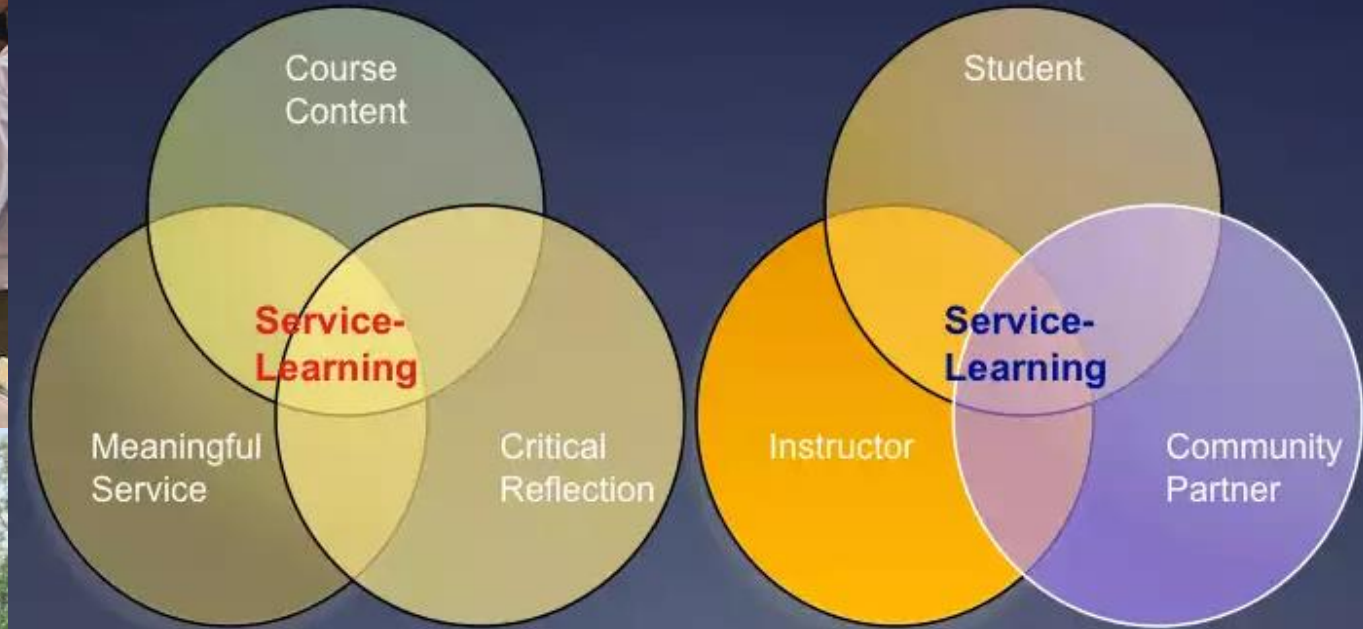 Course
Content
Service-
Learning
Meaningful
Service
Critical
Reflection
Student
Service-
Learning
Instructor
Community
Partner